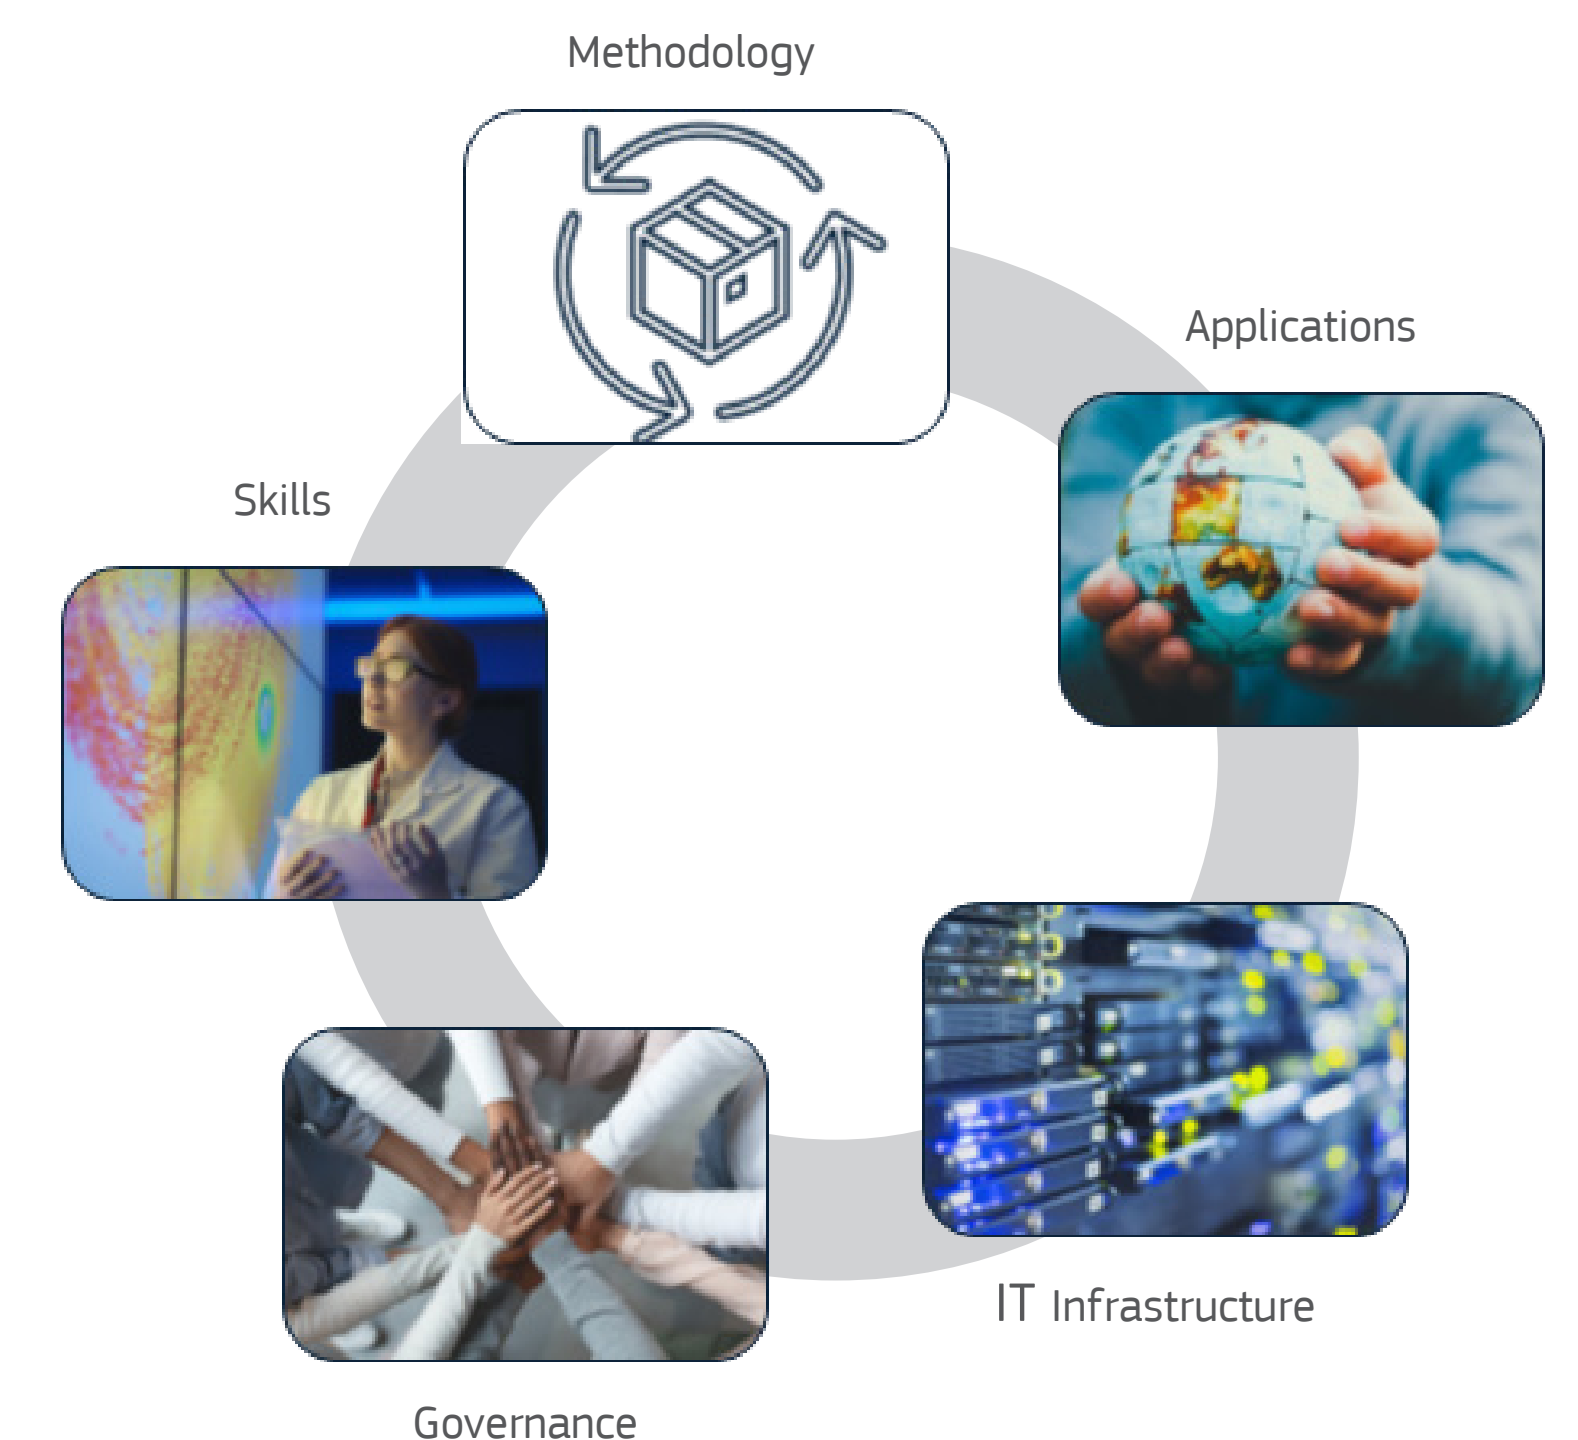 Methodology
Applications
Skills
IT Infrastructure
Governance